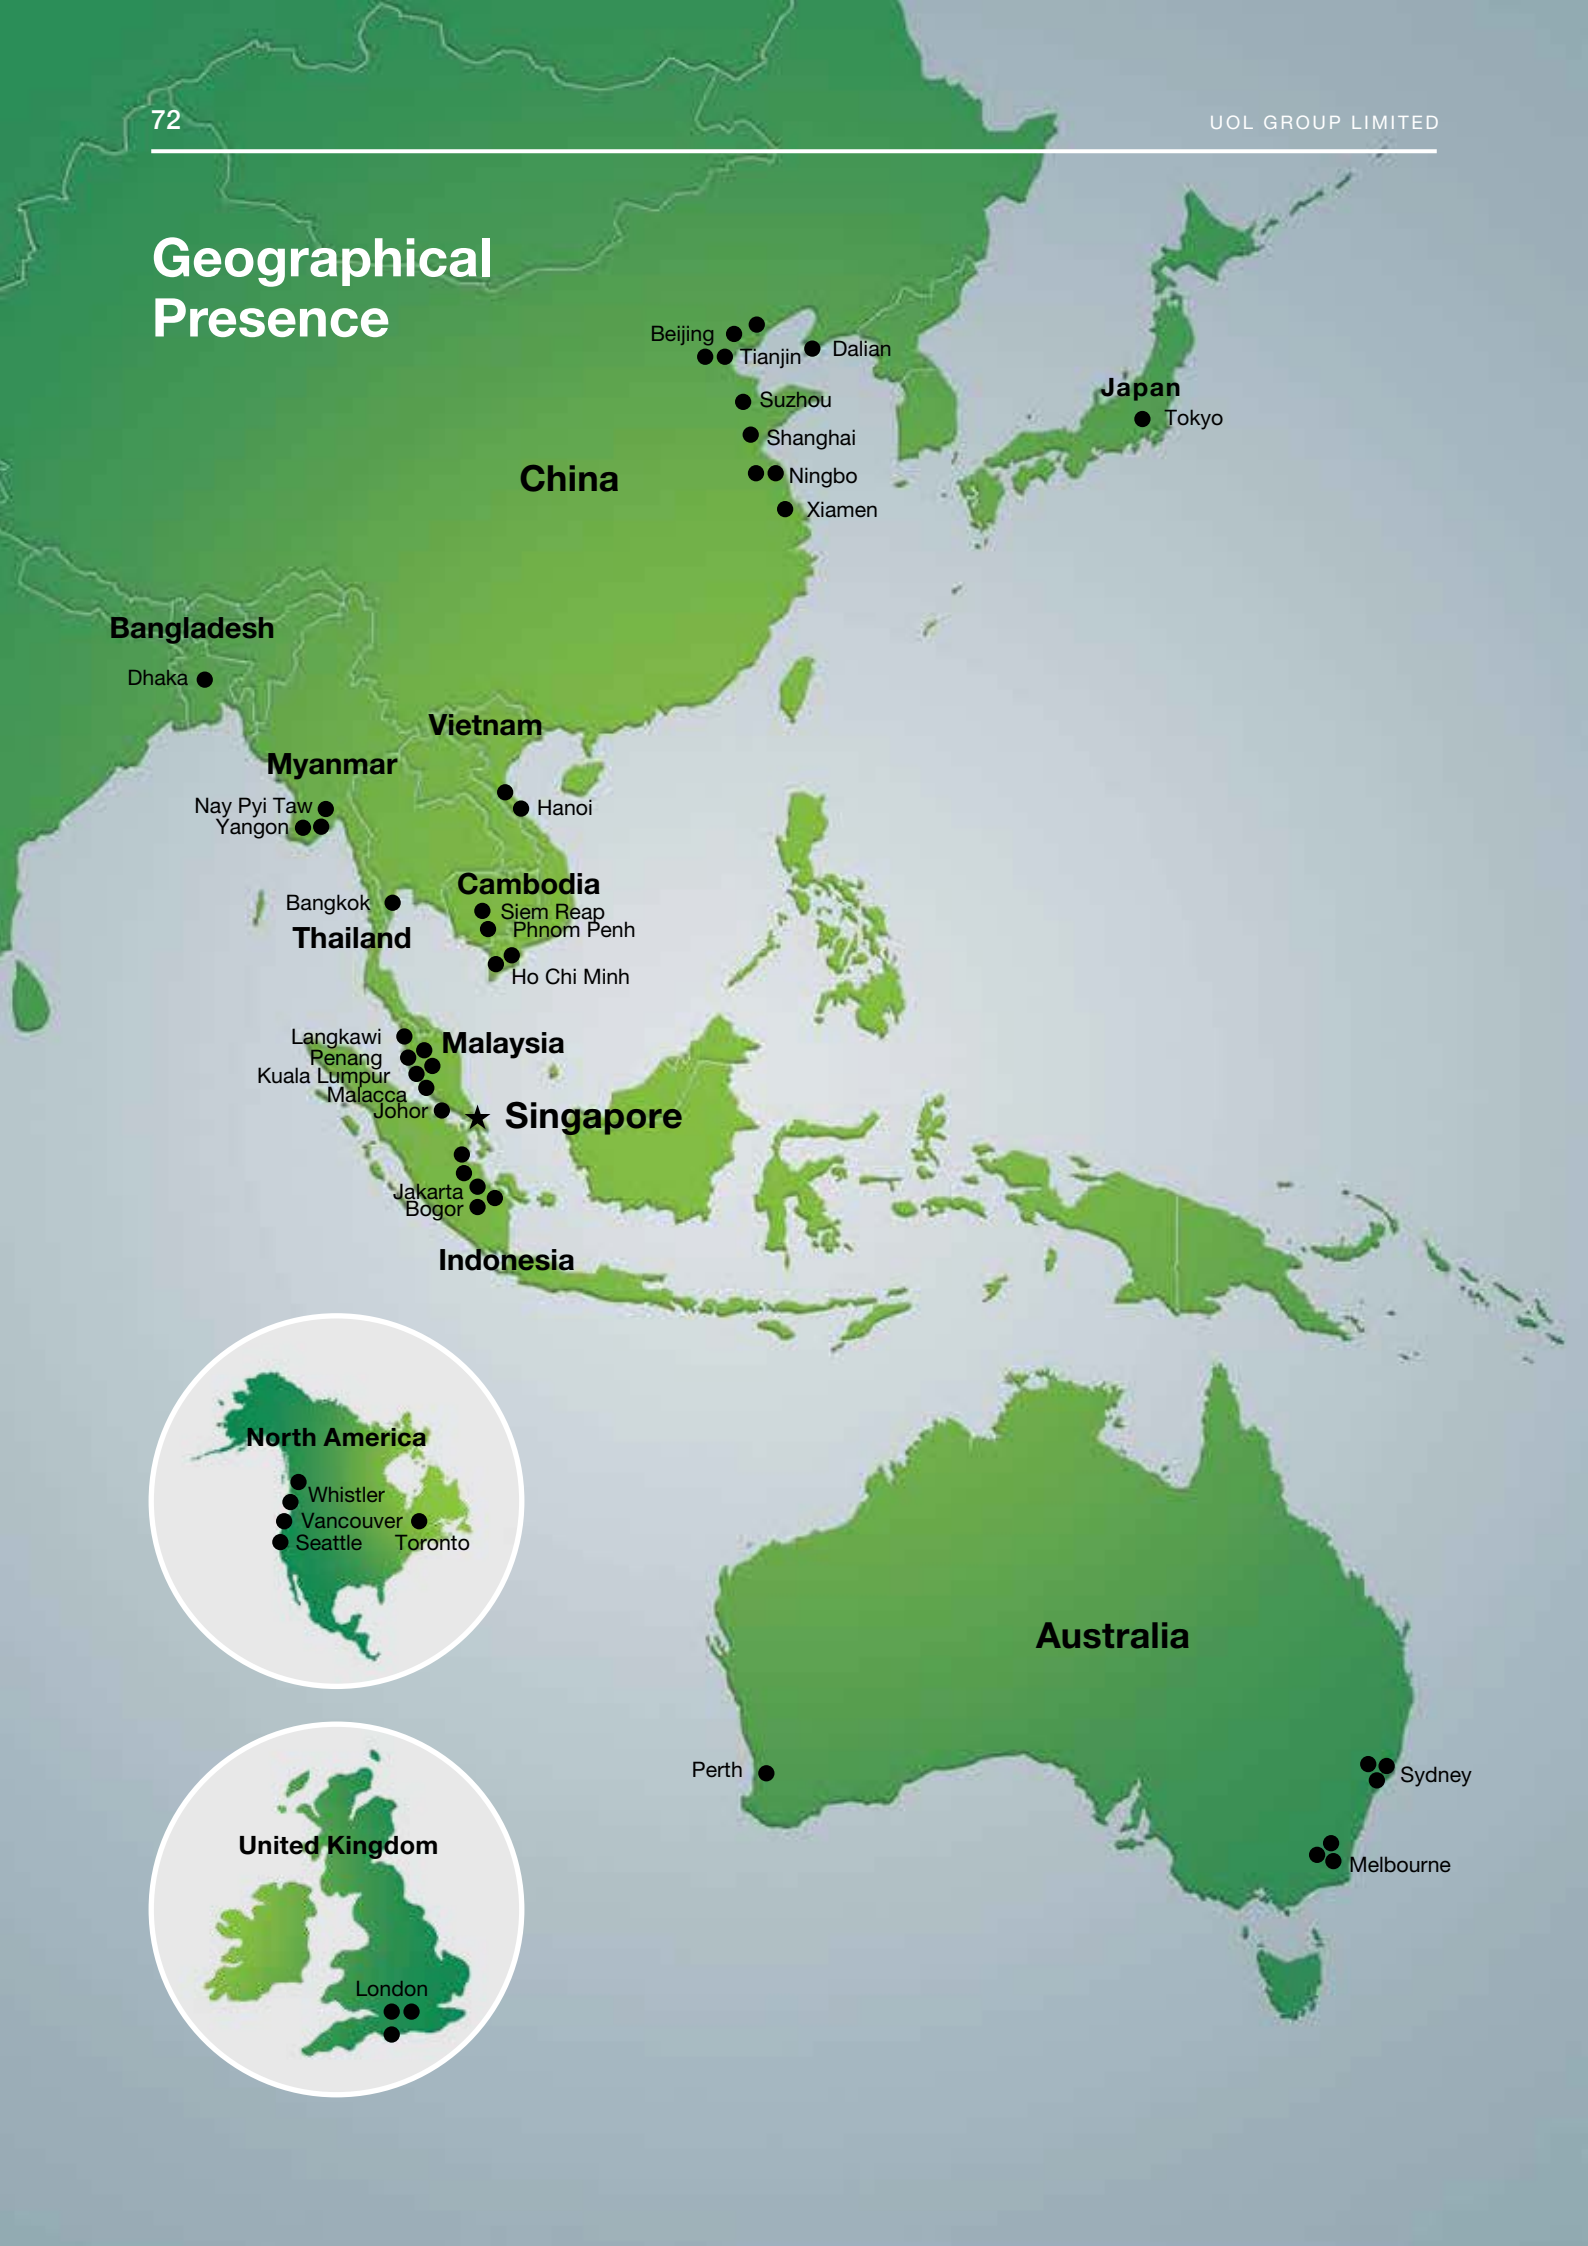 72
UOL GROUP LIMITED
Geographical
Presence
Beijing
Tianjin
Dalian
Suzhou
Shanghai
China
Ningbo
Xiamen
Japan
Tokyo
Bangladesh
Dhaka
Vietnam
Myanmar
Nay Pyi Taw
Yangon
Hanoi
Cambodia
Bangkok
Siem Reap
Phnom Penh
Thailand
Ho Chi Minh
Langkawi
Malaysia
Penang
Kuala Lumpur
Malacca
Johor
Singapore
Jakarta
Bogor
Indonesia
North America
Whistler
Vancouver
Seattle
Toronto
Australia
Perth
Sydney
Melbourne
United Kingdom
London